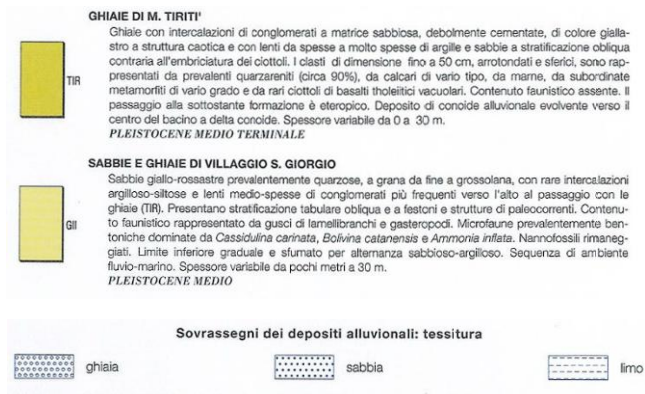 GHIAIE DI M. TIRITI'
Ghiaie con intercalazioni di conglomerati a matrice sabbiosa, debolmente cementate, di colore gialla-
stro a struttura caotica e con lenti da spesse a molto spesse di argille e sabbie a stratificazione obliqua
contraria all'embriciatura dei ciottoli. I clasti di dimensione fino a 50 cm, arrotondati e sferici, sono rap-
presentati da prevalenti quarzareniti (circa 90%), da calcari di vario tipo, da marne, da subordinate
metamorfiti di vario grado e da rari ciottoli di basalti tholeiitici vacuolari. Contenuto faunistico assente. Il
passaggio alla sottostante formazione è eteropico. Deposito di conoide alluvionale evolvente verso il
centro del bacino a delta conoide. Spessore variabile da 0 a 30 m.
PLEISTOCENE MEDIO TERMINALE
TIR
SABBIE E GHIAIE DI VILLAGGIO S. GIORGIO
Sabbie giallo-rossastre prevalentemente quarzose, a grana da fine a grossolana, con rare intercalazioni
argilloso-siltose e lenti medio-spesse di conglomerati più frequenti verso l'alto al passaggio con le
ghiaie (TIR). Presentano stratificazione tabulare obliqua e a festoni e strutture di paleocorrenti. Contenu-
to faunistico rappresentato da gusci di lamellibranchi e gasteropodi. Microfaune prevalentemente ben-
toniche dominate da Cassidulina carinata, Bolivina catanensis e Ammonia inflata. Nannofossili rimaneg-
giati. Limite inferiore graduale e sfumato per alternanza sabbioso-argilloso. Sequenza di ambiente
fluvio-marino. Spessore variabile da pochi metri a 30 m.
PLEISTOCENE MEDIO
GII
Sovrassegni dei depositi alluvionali: tessitura
ghiaia sabbia limo